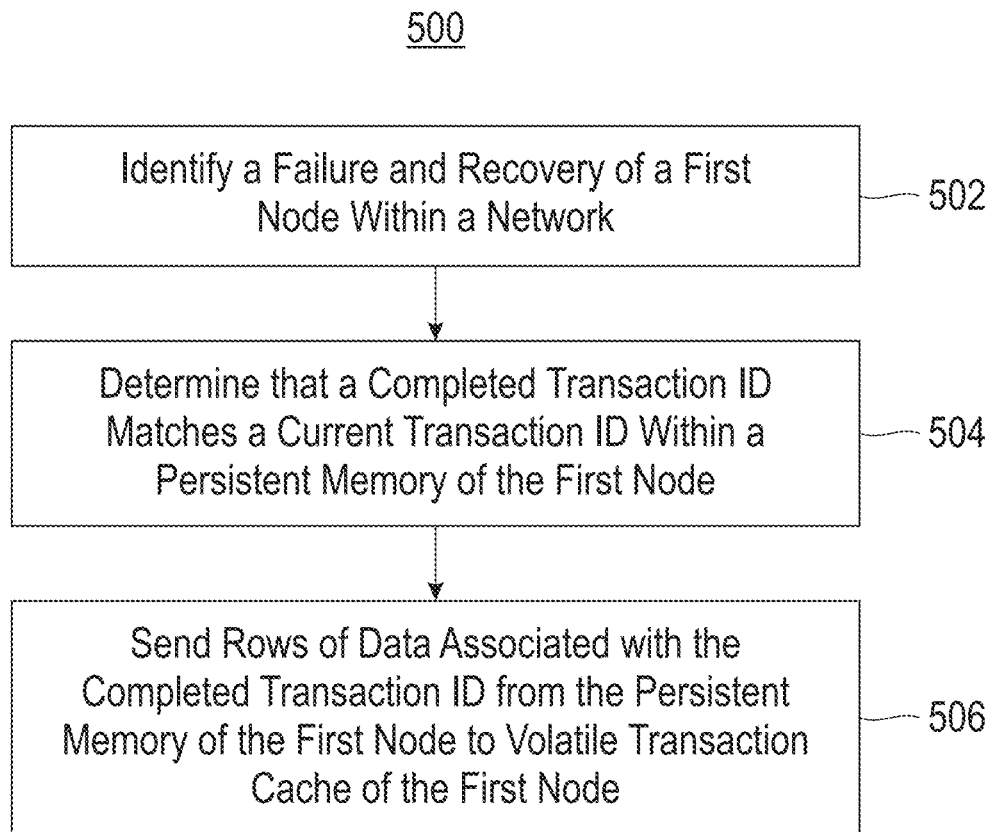 500
Identify a Failure and Recovery of a First
Node Within a Network
502
Determine that a Completed Transaction ID
Matches a Current Transaction ID Within a
Persistent Memory of the First Node
504
Send Rows of Data Associated with the
Completed Transaction ID from the Persistent
Memory of the First Node to Volatile Transaction
Cache of the First Node
506